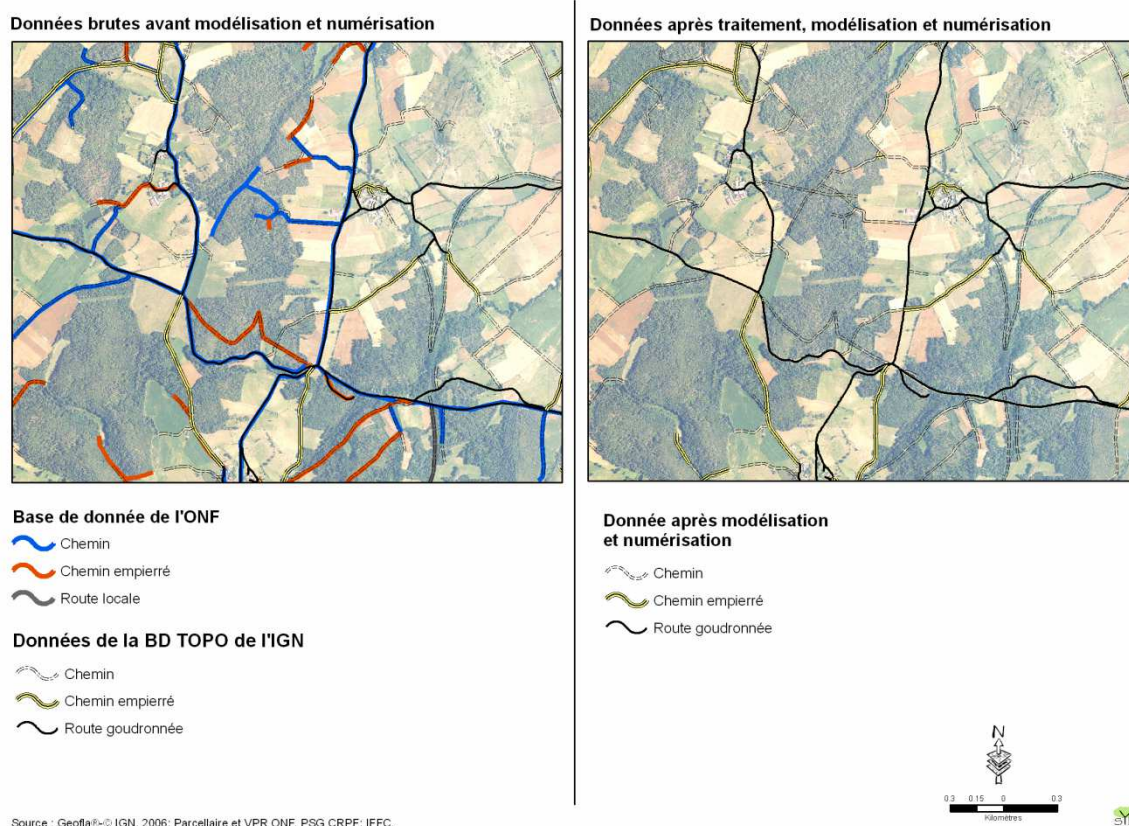 Données brutes avant modélisation et numérisation
Données après traitement, modélisation et numérisation
Base de donnée de l'ONF
Chemin
Chemin empierré
Route locale
Données de la BD TOPO de l'IGN
Chemin
Chemin empierré
Route goudronnée
Donnée après modélisation
et numérisation
Chemin
Chemin empierré
Route goudronnée
N
0.3 0.15 0 0.3
Kilomètres
Source : Geofla®-© IGN, 2006; Parcellaire et VPR ONF, PSG CRPF; IFFC.